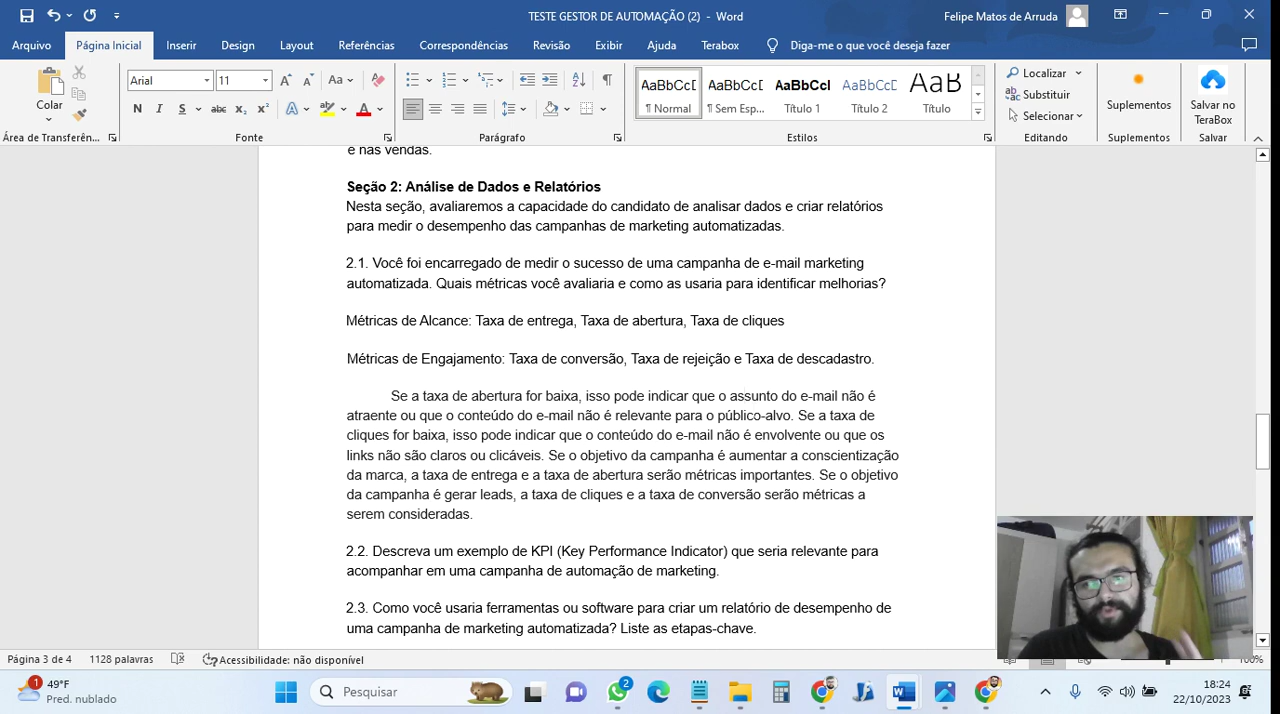 TESTE GESTOR DE AUTOMAÇÃO (2) - Word
Felipe Matos de Arruda
Arquivo
Página Inicial
Inserir
Design
Layout
Referências
Correspondências
Revisão
Exibir
Ajuda
Terabox
Diga-me o que você deseja fazer
Colar
Área de Transferên...
Arial
11
Aa
N I S abc x₂ x² A A
Fonte
Parágrafo
AaBbCcD
¶ Normal
AaBbCcD
¶ Sem Esp...
AaBbCcI
Título 1
AaBbCcD
Título 2
AaB
Título
Estilos
Localizar
Substituir
Selecionar
Editando
Suplementos
Suplementos
Salvar no
TeraBox
Salvar
e nas vendas.
Seção 2: Análise de Dados e Relatórios
Nesta seção, avaliaremos a capacidade do candidato de analisar dados e criar relatórios
para medir o desempenho das campanhas de marketing automatizadas.
2.1. Você foi encarregado de medir o sucesso de uma campanha de e-mail marketing
automatizada. Quais métricas você avaliaria e como as usaria para identificar melhorias?
Métricas de Alcance: Taxa de entrega, Taxa de abertura, Taxa de cliques
Métricas de Engajamento: Taxa de conversão, Taxa de rejeição e Taxa de descadastro.
Se a taxa de abertura for baixa, isso pode indicar que o assunto do e-mail não é
atraente ou que o conteúdo do e-mail não é relevante para o público-alvo. Se a taxa de
cliques for baixa, isso pode indicar que o conteúdo do e-mail não é envolvente ou que os
links não são claros ou clicáveis. Se o objetivo da campanha é aumentar a conscientização
da marca, a taxa de entrega e a taxa de abertura serão métricas importantes. Se o objetivo
da campanha é gerar leads, a taxa de cliques e a taxa de conversão serão métricas a
serem consideradas.
2.2. Descreva um exemplo de KPI (Key Performance Indicator) que seria relevante para
acompanhar em uma campanha de automação de marketing.
2.3. Como você usaria ferramentas ou software para criar um relatório de desempenho de
uma campanha de marketing automatizada? Liste as etapas-chave.
Página 3 de 4
1128 palavras
Acessibilidade: não disponível
100%
1
49°F
Pred. nublado
Pesquisar
2
18:24
22/10/2023